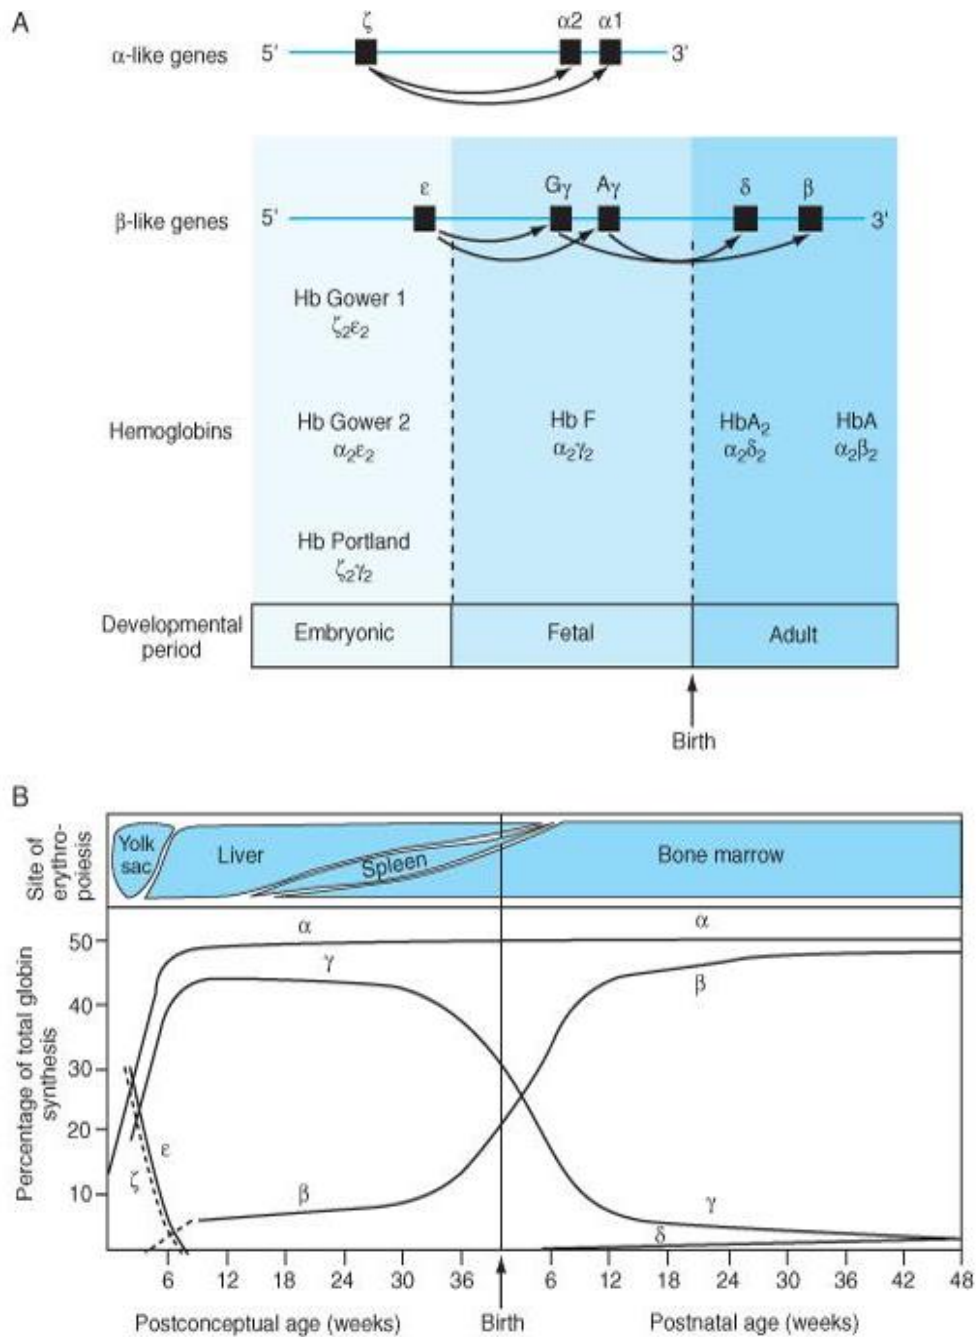 A
ζ α2 α1
α-like genes 5' 3'
ε Gγ Aγ δ β
β-like genes 5' 3'
Hb Gower 1
ζ₂ε₂
Hemoglobins Hb Gower 2 Hb F HbA₂ HbA
α₂ε₂ α₂γ₂ α₂δ₂ α₂β₂
Hb Portland
ζ₂γ₂
Developmental period Embryonic Fetal Adult
Birth
B
Site of erythro-poiesis
Yolk sac
Liver
Spleen
Bone marrow
Percentage of total globin synthesis
α α
50
γ β
40
30
20
ε
ζ
10
β γ
δ
6 12 18 24 30 36 6 12 18 24 30 36 42 48
Postconceptual age (weeks) Birth Postnatal age (weeks)